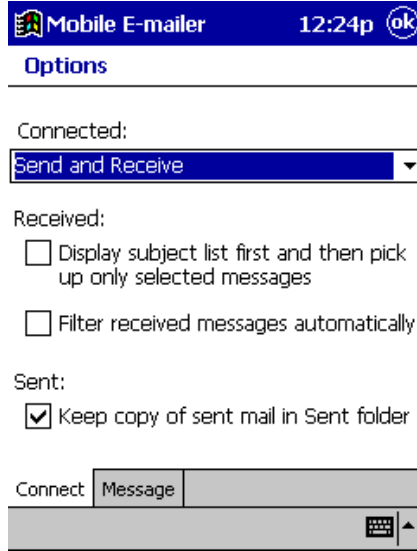 Mobile E-mailer 12:24p ok
Options
Connected:
Send and Receive
Received:
Display subject list first and then pick
up only selected messages
Filter received messages automatically
Sent:
Keep copy of sent mail in Sent folder
Connect Message